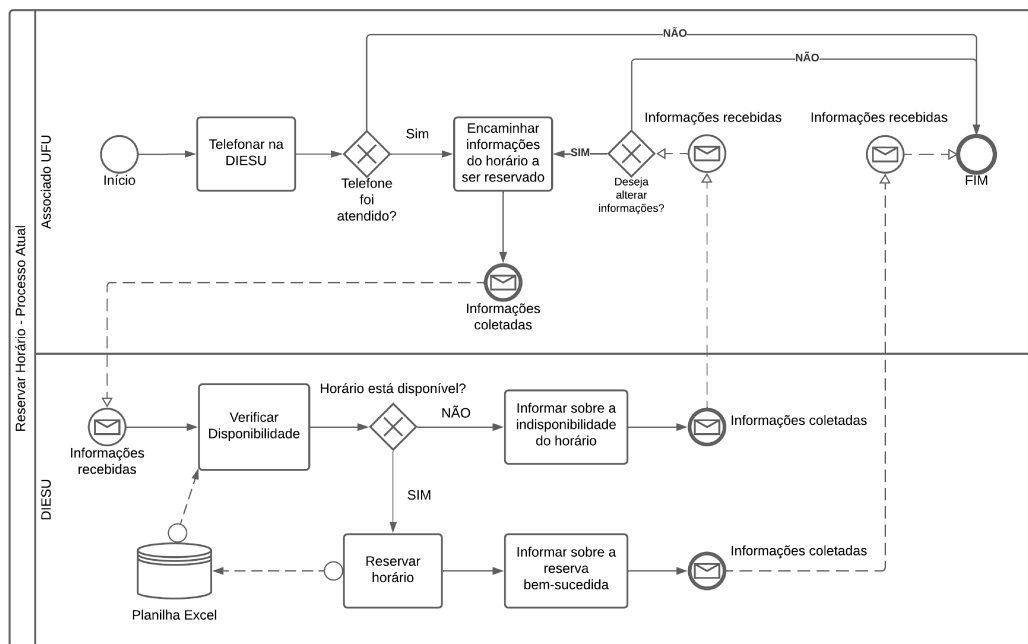 Reservar Horário - Processo Atual
Associado UFU
NÃO
NÃO
Início
Telefonar na
DIESU
Telefone
foi
atendido?
Sim
Encaminhar
informações
do horário a
ser reservado
SIM
Deseja
alterar
informações?
Informações recebidas
Informações recebidas
FIM
Informações
coletadas
DIESU
Informações
recebidas
Verificar
Disponibilidade
Horário está disponível?
NÃO
Informar sobre a
indisponibilidade
do horário
Informações coletadas
SIM
Planilha Excel
Reservar
horário
Informar sobre a
reserva
bem-sucedida
Informações coletadas